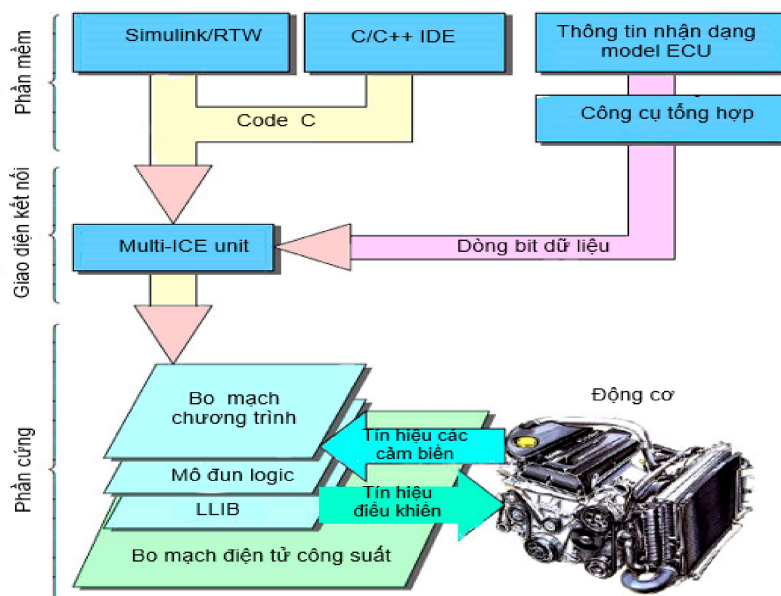 Simulink/RTW
C/C++ IDE
Thông tin nhận dạng
model ECU
Phần mềm
Công cụ tổng hợp
Code C
Giao diện kết nối
Multi-ICE unit
Dòng bit dữ liệu
Phần cứng
Bo mạch
chương trình
Động cơ
Tín hiệu các
cảm biến
Mô đun logic
Tín hiệu
điều khiển
LLIB
Bo mạch điện tử công suất